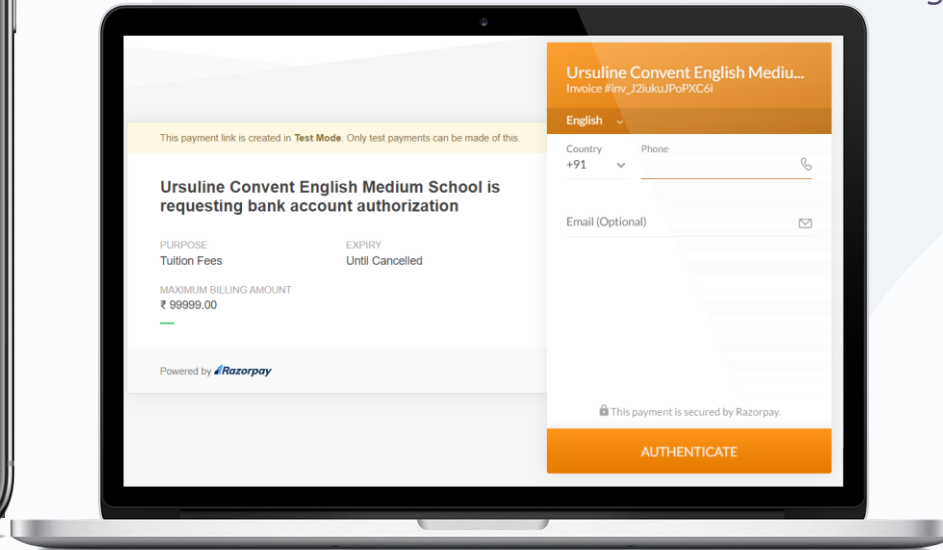 This payment link is created in Test Mode. Only test payments can be made of this.
Ursuline Convent English Medium School is
requesting bank account authorization
PURPOSE
EXPIRY
Tuition Fees
Until Cancelled
MAXIMUM BILLING AMOUNT
₹ 99999.00
Powered by Razorpay
Ursuline Convent English Mediu...
Invoice #inv_J2iukuJPoPXC6i
English
Country
Phone
+91
Email (Optional)
This payment is secured by Razorpay.
AUTHENTICATE